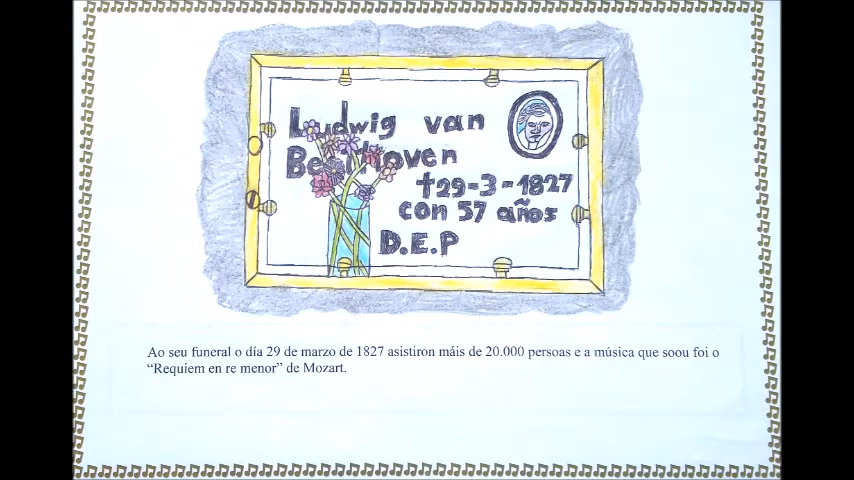 Ludwig van
Beethoven
✝29-3-1827
con 57 años
D.E.P
Ao seu funeral o día 29 de marzo de 1827 asistiron máis de 20.000 persoas e a música que soou foi o
“Requiem en re menor” de Mozart.